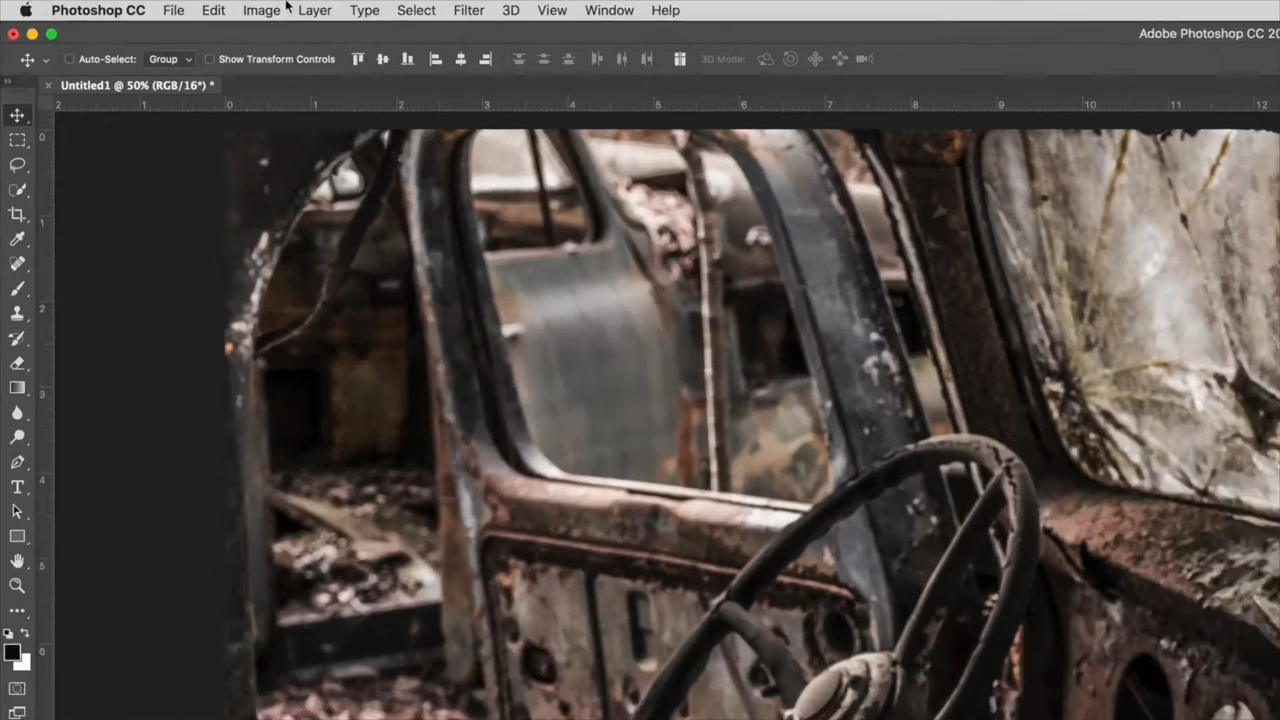 Photoshop CC File Edit Image Layer Type Select Filter 3D View Window Help
Adobe Photoshop CC 20
Auto-Select: Group Show Transform Controls 3D Mode:
× Untitled1 @ 50% (RGB/16*) *
2 1 0 1 2 3 4 5 6 7 8 9 10 11 12
0
1
2
3
4
5
6